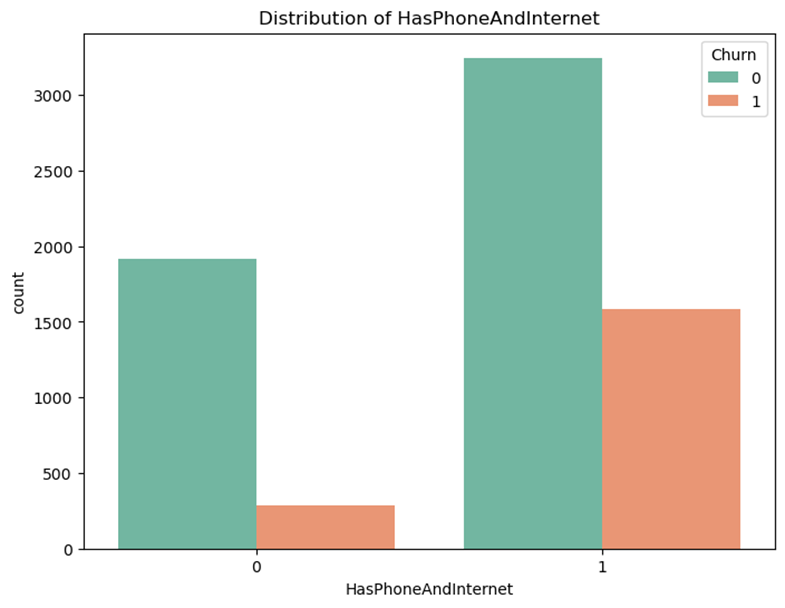 Distribution of HasPhoneAndInternet
Churn
0
1
3000
2500
2000
1500
1000
500
0
count
0 1
HasPhoneAndInternet